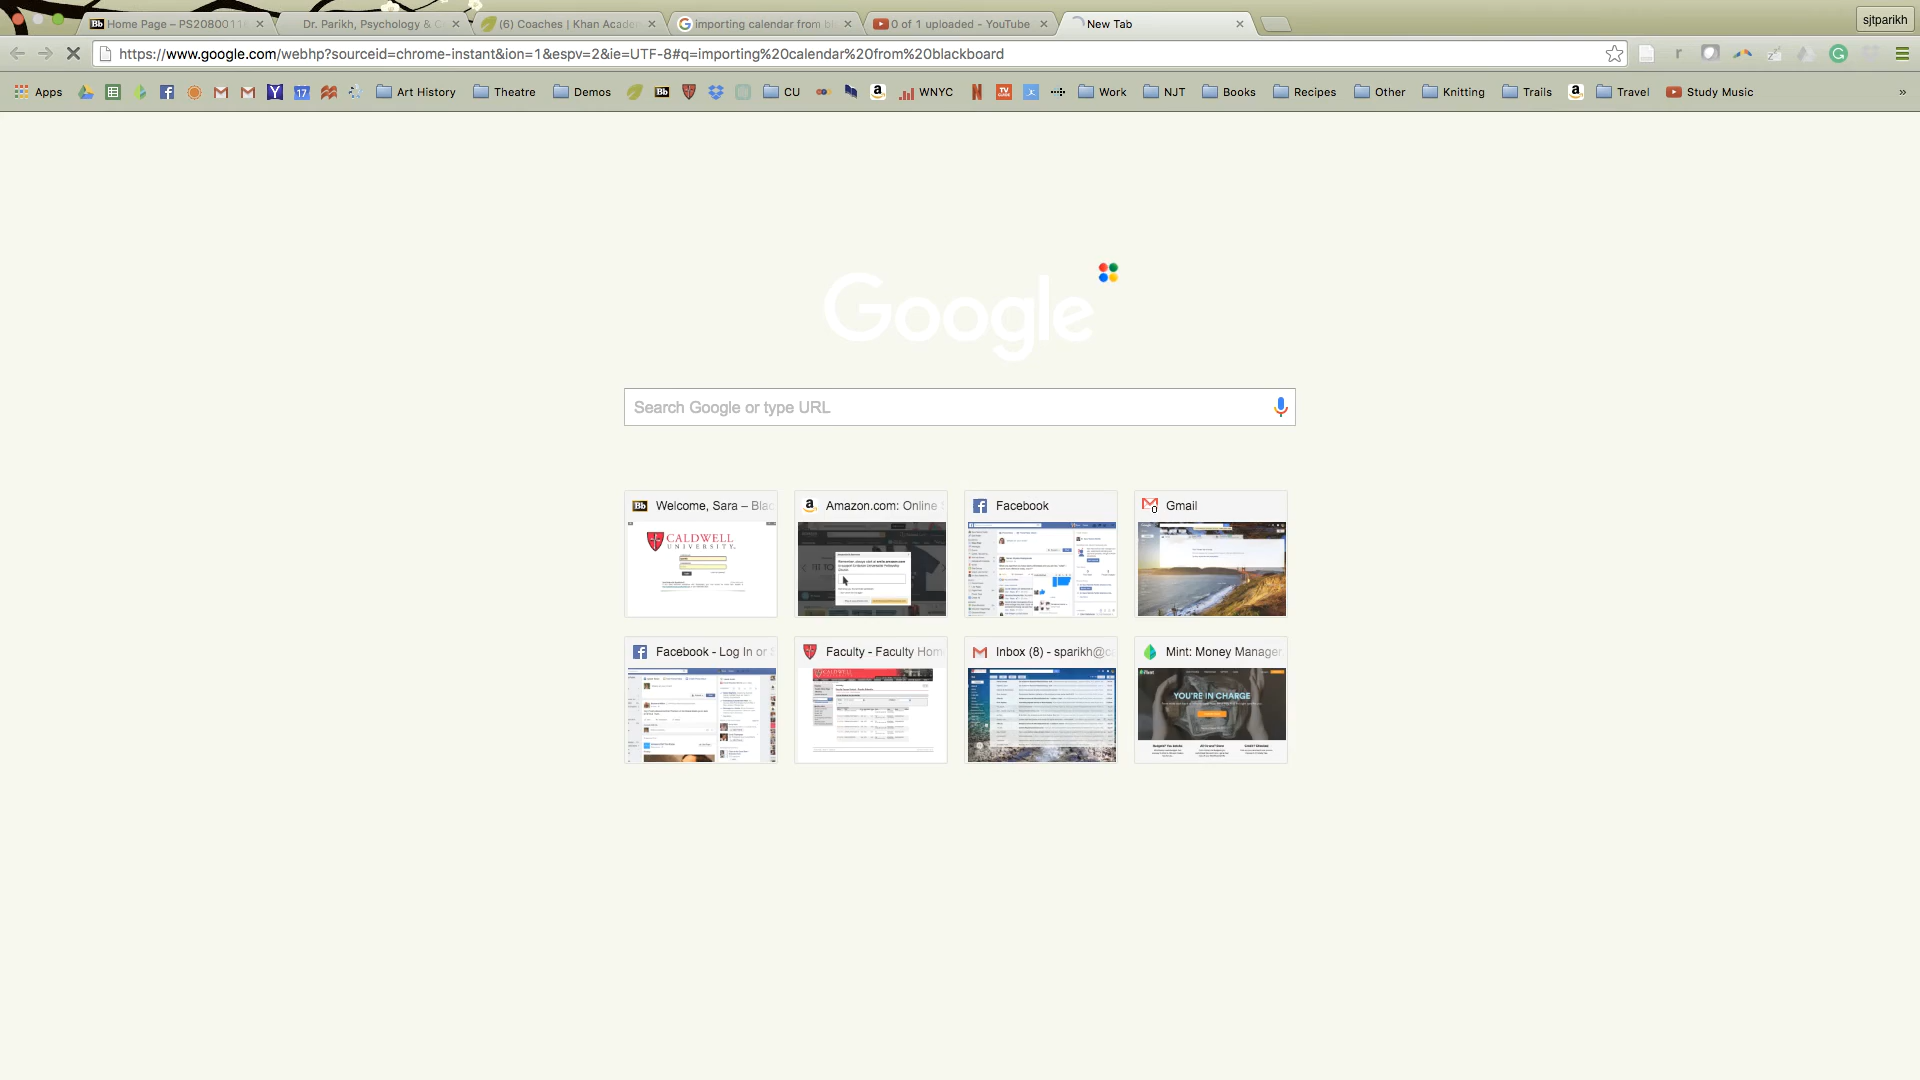 Home Page – PS2080011
Dr. Parikh, Psychology & C
(6) Coaches | Khan Acade
importing calendar from b
0 of 1 uploaded - YouTube
New Tab
sjtparikh
https://www.google.com/webhp?sourceid=chrome-instant&ion=1&espv=2&ie=UTF-8#q=importing%20calendar%20from%20blackboard
Apps
17
Art History
Theatre
Demos
Bb
CU
WNYC
Work
NJT
Books
Recipes
Other
Knitting
Trails
Travel
Study Music
»
Google
Search Google or type URL
Welcome, Sara – Blac
Amazon.com: Online S
Facebook
Gmail
CALDWELL
UNIVERSITY
Facebook - Log In or S
Faculty - Faculty Hom
Inbox (8) - sparikh@ca
Mint: Money Manager
YOU'RE IN CHARGE